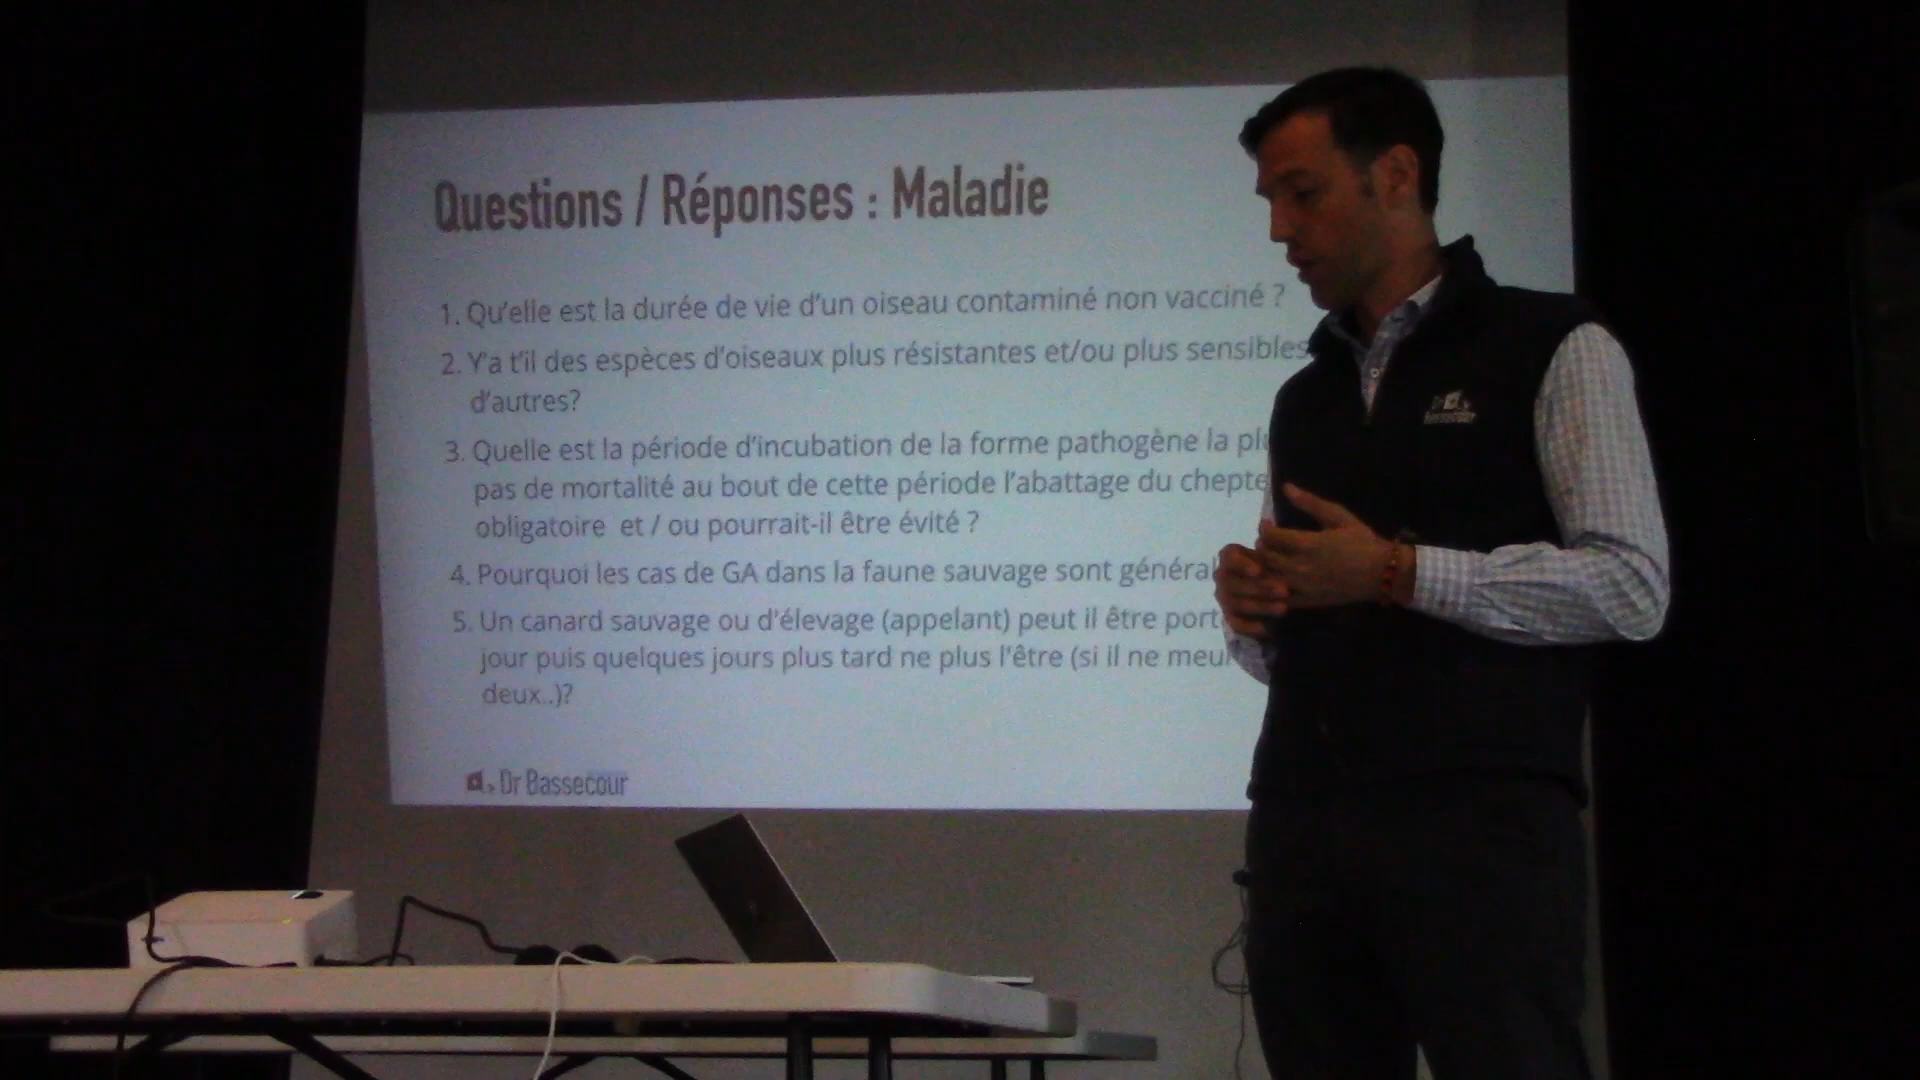 Questions / Réponses : Maladie
1. Qu'elle est la durée de vie d'un oiseau contaminé non vacciné ?
2. Y'a t'il des espèces d'oiseaux plus résistantes et/ou plus sensibles
d'autres?
3. Quelle est la période d'incubation de la forme pathogène la
pas de mortalité au bout de cette période l'abattage du
obligatoire et / ou pourrait-il être évité ?
4. Pourquoi les cas de GA dans la faune sauvage sont
5. Un canard sauvage ou d'élevage (appelant) peut il être
jour puis quelques jours plus tard ne plus l'être (si il ne
deux..)?
Dr Bassecour
Dr
Bassecour